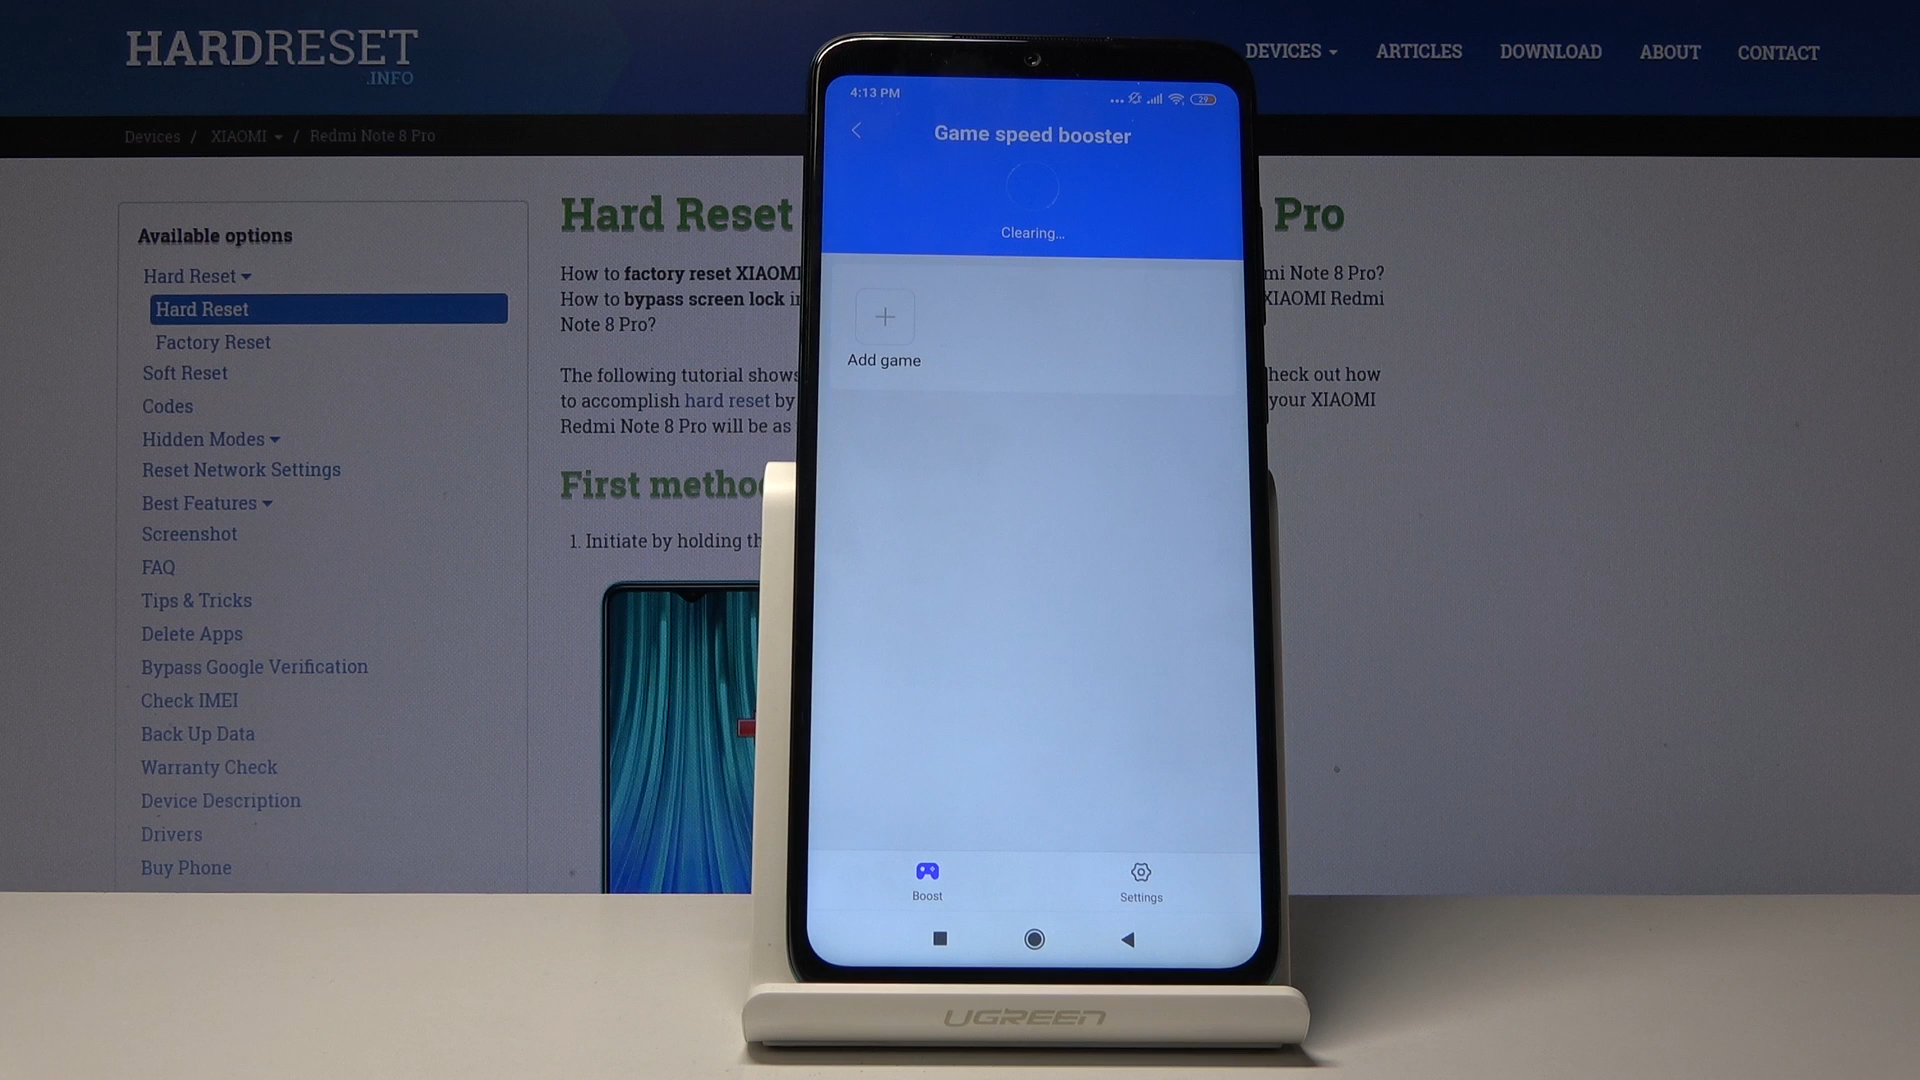 HARDRESET
.INFO
DEVICES ARTICLES DOWNLOAD ABOUT CONTACT
Devices / XIAOMI / Redmi Note 8 Pro
Available options
Hard Reset
Hard Reset
Factory Reset
Soft Reset
Codes
Hidden Modes
Reset Network Settings
Best Features
Screenshot
FAQ
Tips & Tricks
Delete Apps
Bypass Google Verification
Check IMEI
Back Up Data
Warranty Check
Device Description
Drivers
Buy Phone
Hard Reset Pro
How to factory reset XIAOMI mi Note 8 Pro?
How to bypass screen lock XIAOMI Redmi
Note 8 Pro?
The following tutorial shows heck out how
to accomplish hard reset by your XIAOMI
Redmi Note 8 Pro will be as
First metho
1. Initiate by holding
4:13 PM
29
Game speed booster
Clearing...
Add game
Boost
Settings
UGREEN